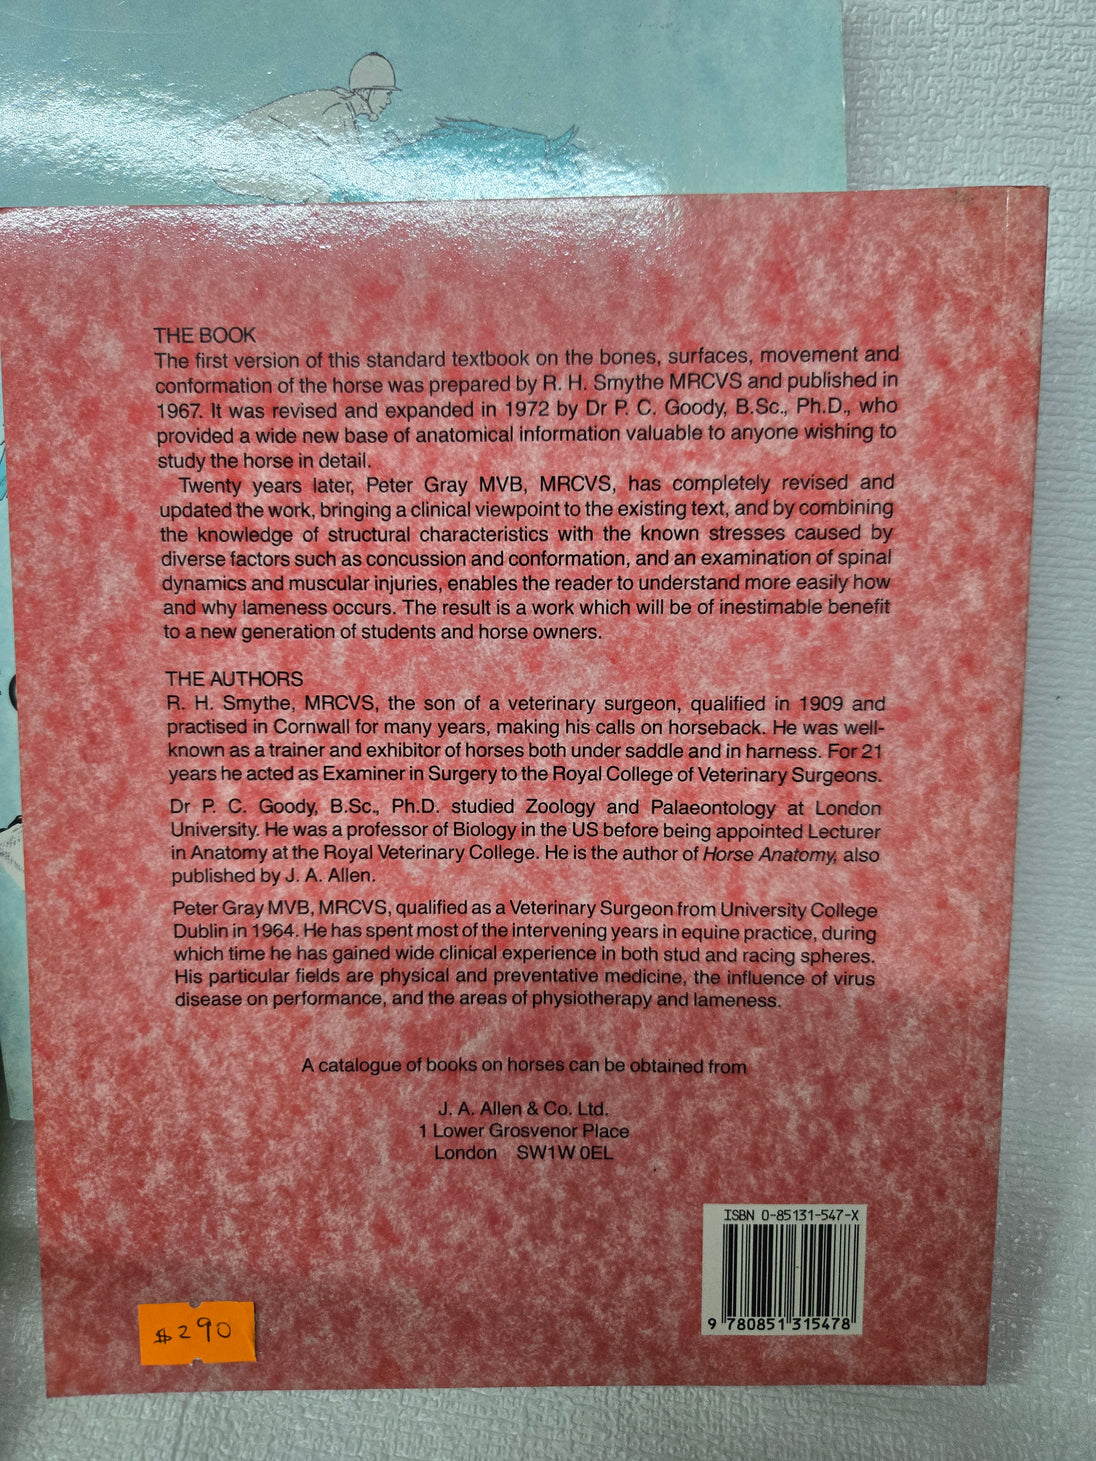 THE BOOK
The first version of this standard textbook on the bones, surfaces, movement and
conformation of the horse was prepared by R. H. Smythe MRCVS and published in
1967. It was revised and expanded in 1972 by Dr P. C. Goody, B.Sc., Ph.D., who
provided a wide new base of anatomical information valuable to anyone wishing to
study the horse in detail.
Twenty years later, Peter Gray MVB, MRCVS, has completely revised and
updated the work, bringing a clinical viewpoint to the existing text, and by combining
the knowledge of structural characteristics with the known stresses caused by
diverse factors such as concussion and conformation, and an examination of spinal
dynamics and muscular injuries, enables the reader to understand more easily how
and why lameness occurs. The result is a work which will be of inestimable benefit
to a new generation of students and horse owners.
THE AUTHORS
R. H. Smythe, MRCVS, the son of a veterinary surgeon, qualified in 1909 and
practised in Cornwall for many years, making his calls on horseback. He was well-
known as a trainer and exhibitor of horses both under saddle and in harness. For 21
years he acted as Examiner in Surgery to the Royal College of Veterinary Surgeons.
Dr P. C. Goody, B.Sc., Ph.D. studied Zoology and Palaeontology at London
University. He was a professor of Biology in the US before being appointed Lecturer
in Anatomy at the Royal Veterinary College. He is the author of Horse Anatomy, also
published by J. A. Allen.
Peter Gray MVB, MRCVS, qualified as a Veterinary Surgeon from University College
Dublin in 1964. He has spent most of the intervening years in equine practice, during
which time he has gained wide clinical experience in both stud and racing spheres.
His particular fields are physical and preventative medicine, the influence of virus
disease on performance, and the areas of physiotherapy and lameness.
A catalogue of books on horses can be obtained from
J. A. Allen & Co. Ltd.
1 Lower Grosvenor Place
London SW1W 0EL
ISBN 0-85131-547-X
9 780851 315478
$290